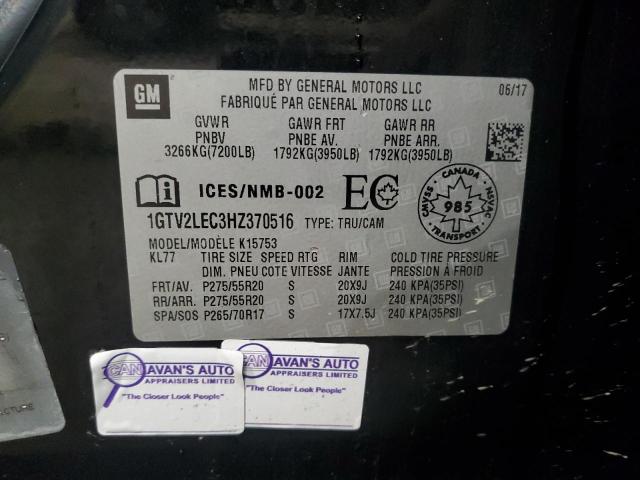 GM
MFD BY GENERAL MOTORS LLC 06/17
FABRIQUÉ PAR GENERAL MOTORS LLC
GVWR GAWR FRT GAWR RR
PNBV PNBE AV. PNBE ARR.
3266KG(7200LB) 1792KG(3950LB) 1792KG(3950LB)
i ICES/NMB-002 EC
CANADA CMVSS NSVAC 985
1GTV2LEC3HZ370516 TYPE: TRU/CAM
MODEL/MODÈLE K15753
KL77 TIRE SIZE SPEED RTG RIM COLD TIRE PRESSURE
DIM. PNEU COTE VITESSE JANTE PRESSION À FROID
FRT/AV. P275/55R20 S 20X9J 240 KPA(35PSI)
RR/ARR. P275/55R20 S 20X9J 240 KPA(35PSI)
SPA/SOS P265/70R17 S 17X7.5J 240 KPA(35PSI)
CANAVAN'S AUTO
APPRAISERS LIMITED
"The Closer Look People"
CANAVAN'S AUTO
APPRAISERS LIMITED
"The Closer Look People"